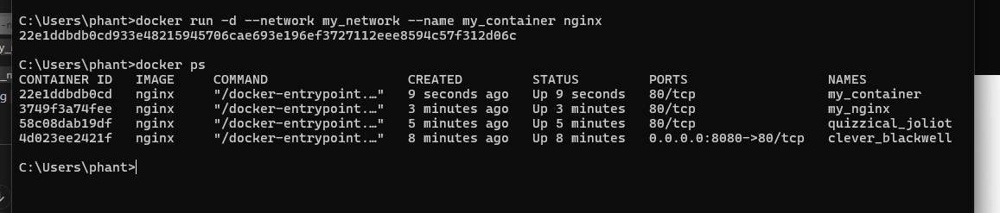 C:\Users\phant>docker run -d --network my_network --name my_container nginx
22e1ddbdb0cd933e48215945706cae693e196ef3727112eee8594c57f312d06c
C:\Users\phant>docker ps
CONTAINER ID   IMAGE     COMMAND                  CREATED         STATUS         PORTS                  NAMES
22e1ddbdb0cd   nginx     "/docker-entrypoint.…"   9 seconds ago   Up 9 seconds   80/tcp                 my_container
3749f3a74fee   nginx     "/docker-entrypoint.…"   3 minutes ago   Up 3 minutes   80/tcp                 my_nginx
58c08dab19df   nginx     "/docker-entrypoint.…"   5 minutes ago   Up 5 minutes   80/tcp                 quizzical_joliot
4d023ee2421f   nginx     "/docker-entrypoint.…"   8 minutes ago   Up 8 minutes   0.0.0.0:8080->80/tcp   clever_blackwell
C:\Users\phant>